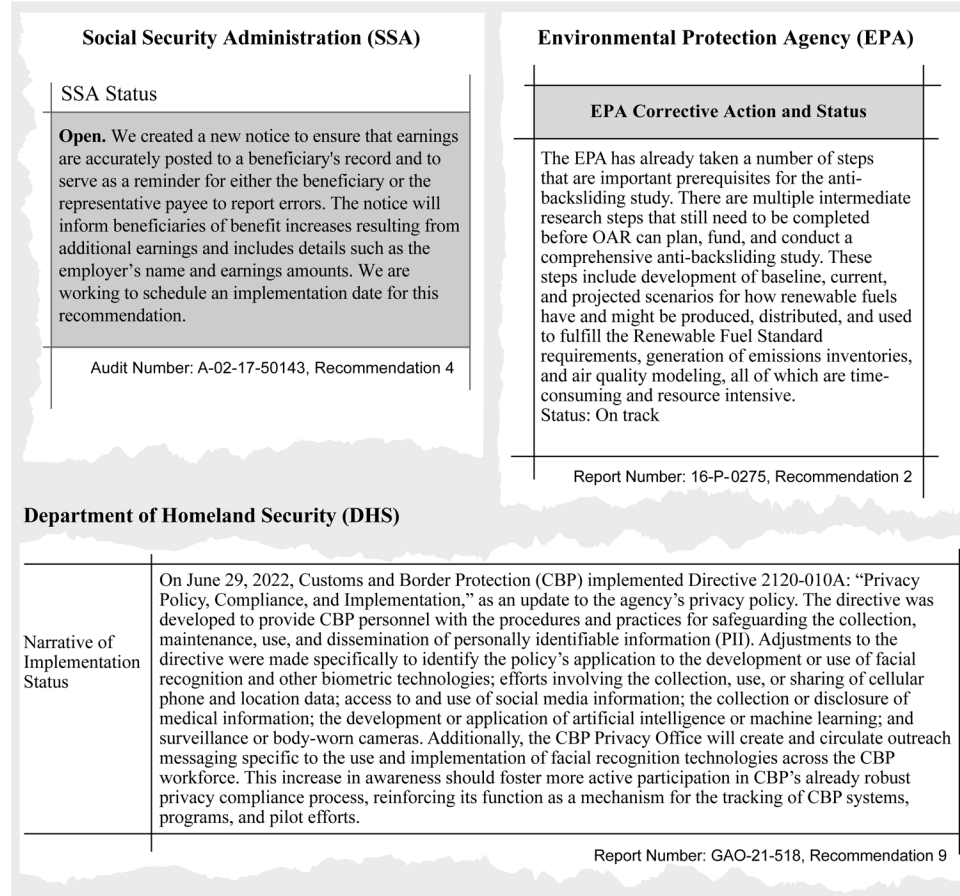 Social Security Administration (SSA)
SSA Status
Open. We created a new notice to ensure that earnings
are accurately posted to a beneficiary's record and to
serve as a reminder for either the beneficiary or the
representative payee to report errors. The notice will
inform beneficiaries of benefit increases resulting from
additional earnings and includes details such as the
employer’s name and earnings amounts. We are
working to schedule an implementation date for this
recommendation.
Audit Number: A-02-17-50143, Recommendation 4
Environmental Protection Agency (EPA)
EPA Corrective Action and Status
The EPA has already taken a number of steps
that are important prerequisites for the anti-
backsliding study. There are multiple intermediate
research steps that still need to be completed
before OAR can plan, fund, and conduct a
comprehensive anti-backsliding study. These
steps include development of baseline, current,
and projected scenarios for how renewable fuels
have and might be produced, distributed, and used
to fulfill the Renewable Fuel Standard
requirements, generation of emissions inventories,
and air quality modeling, all of which are time-
consuming and resource intensive.
Status: On track
Report Number: 16-P-0275, Recommendation 2
Department of Homeland Security (DHS)
Narrative of
Implementation
Status
On June 29, 2022, Customs and Border Protection (CBP) implemented Directive 2120-010A: “Privacy
Policy, Compliance, and Implementation,” as an update to the agency’s privacy policy. The directive was
developed to provide CBP personnel with the procedures and practices for safeguarding the collection,
maintenance, use, and dissemination of personally identifiable information (PII). Adjustments to the
directive were made specifically to identify the policy’s application to the development or use of facial
recognition and other biometric technologies; efforts involving the collection, use, or sharing of cellular
phone and location data; access to and use of social media information; the collection or disclosure of
medical information; the development or application of artificial intelligence or machine learning; and
surveillance or body-worn cameras. Additionally, the CBP Privacy Office will create and circulate outreach
messaging specific to the use and implementation of facial recognition technologies across the CBP
workforce. This increase in awareness should foster more active participation in CBP’s already robust
privacy compliance process, reinforcing its function as a mechanism for the tracking of CBP systems,
programs, and pilot efforts.
Report Number: GAO-21-518, Recommendation 9